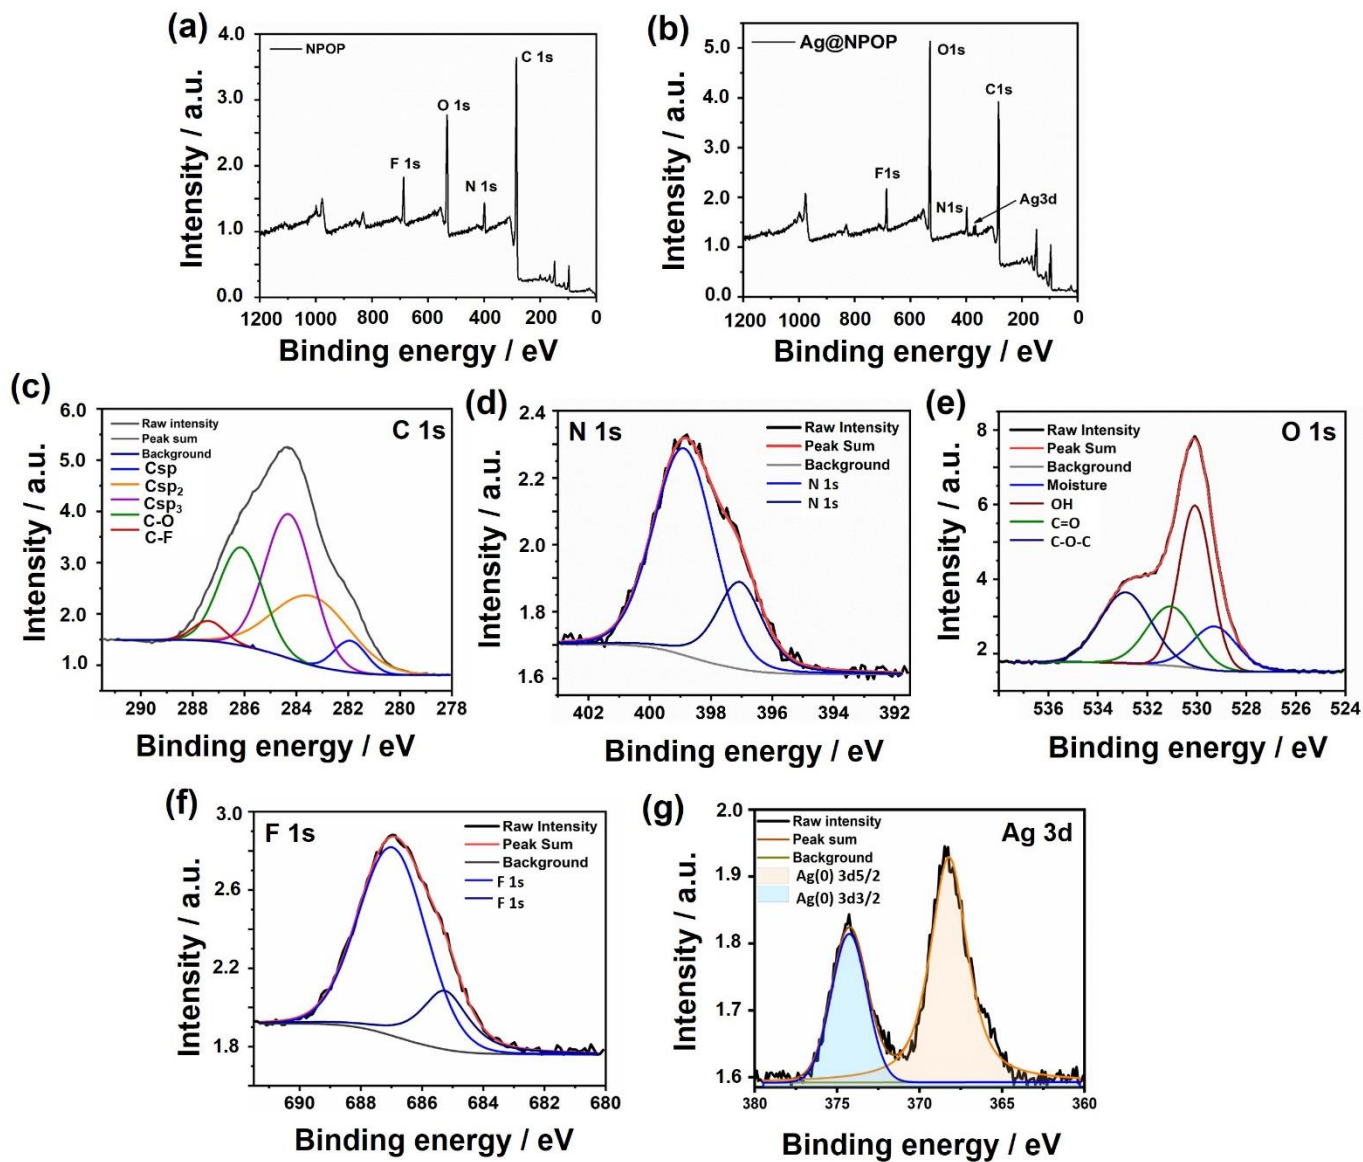 (a)
NPOP
C 1s
O 1s
F 1s
N 1s
4.0
3.0
2.0
1.0
0.0
1200 1000 800 600 400 200 0
Intensity / a.u.
Binding energy / eV
(b)
Ag@NPOP
O1s
C1s
F1s
N1s
Ag3d
5.0
4.0
3.0
2.0
1.0
0.0
1200 1000 800 600 400 200 0
Intensity / a.u.
Binding energy / eV
(c)
C 1s
Raw intensity
Peak sum
Background
Csp
Csp2
Csp3
C-O
C-F
6.0
5.0
4.0
3.0
2.0
1.0
290 288 286 284 282 280 278
Intensity / a.u.
Binding energy / eV
(d)
N 1s
Raw Intensity
Peak Sum
Background
N 1s
N 1s
2.4
2.2
2.0
1.8
1.6
402 400 398 396 394 392
Intensity / a.u.
Binding energy / eV
(e)
O 1s
Raw Intensity
Peak Sum
Background
Moisture
OH
C=O
C-O-C
8
6
4
2
536 534 532 530 528 526 524
Intensity / a.u.
Binding energy / eV
(f)
F 1s
Raw Intensity
Peak Sum
Background
F 1s
F 1s
3.0
2.6
2.2
1.8
690 688 686 684 682 680
Intensity / a.u.
Binding energy / eV
(g)
Ag 3d
Raw intensity
Peak sum
Background
Ag(0) 3d5/2
Ag(0) 3d3/2
2.0
1.9
1.8
1.7
1.6
380 375 370 365 360
Intensity / a.u.
Binding energy / eV